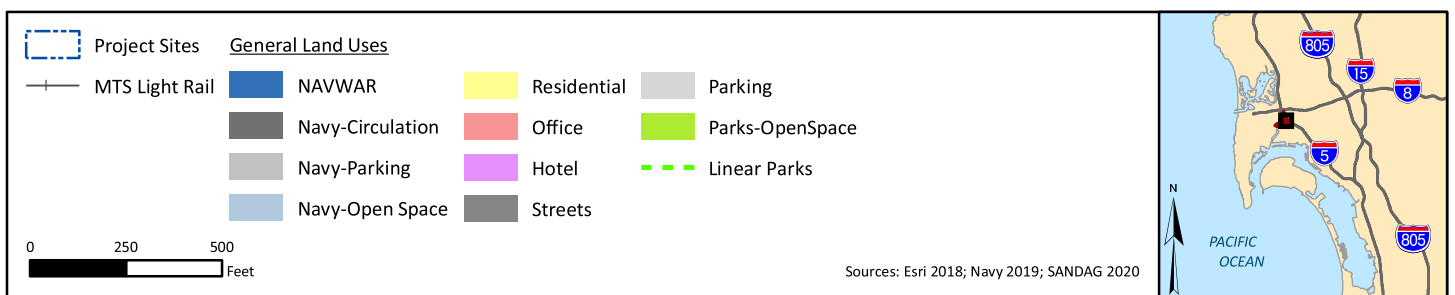 Project Sites
MTS Light Rail
General Land Uses
NAVWAR
Navy-Circulation
Navy-Parking
Navy-Open Space
Residential
Office
Hotel
Streets
Parking
Parks-OpenSpace
Linear Parks
0 250 500
Feet
Sources: Esri 2018; Navy 2019; SANDAG 2020
805
15
8
5
805
N
PACIFIC
OCEAN